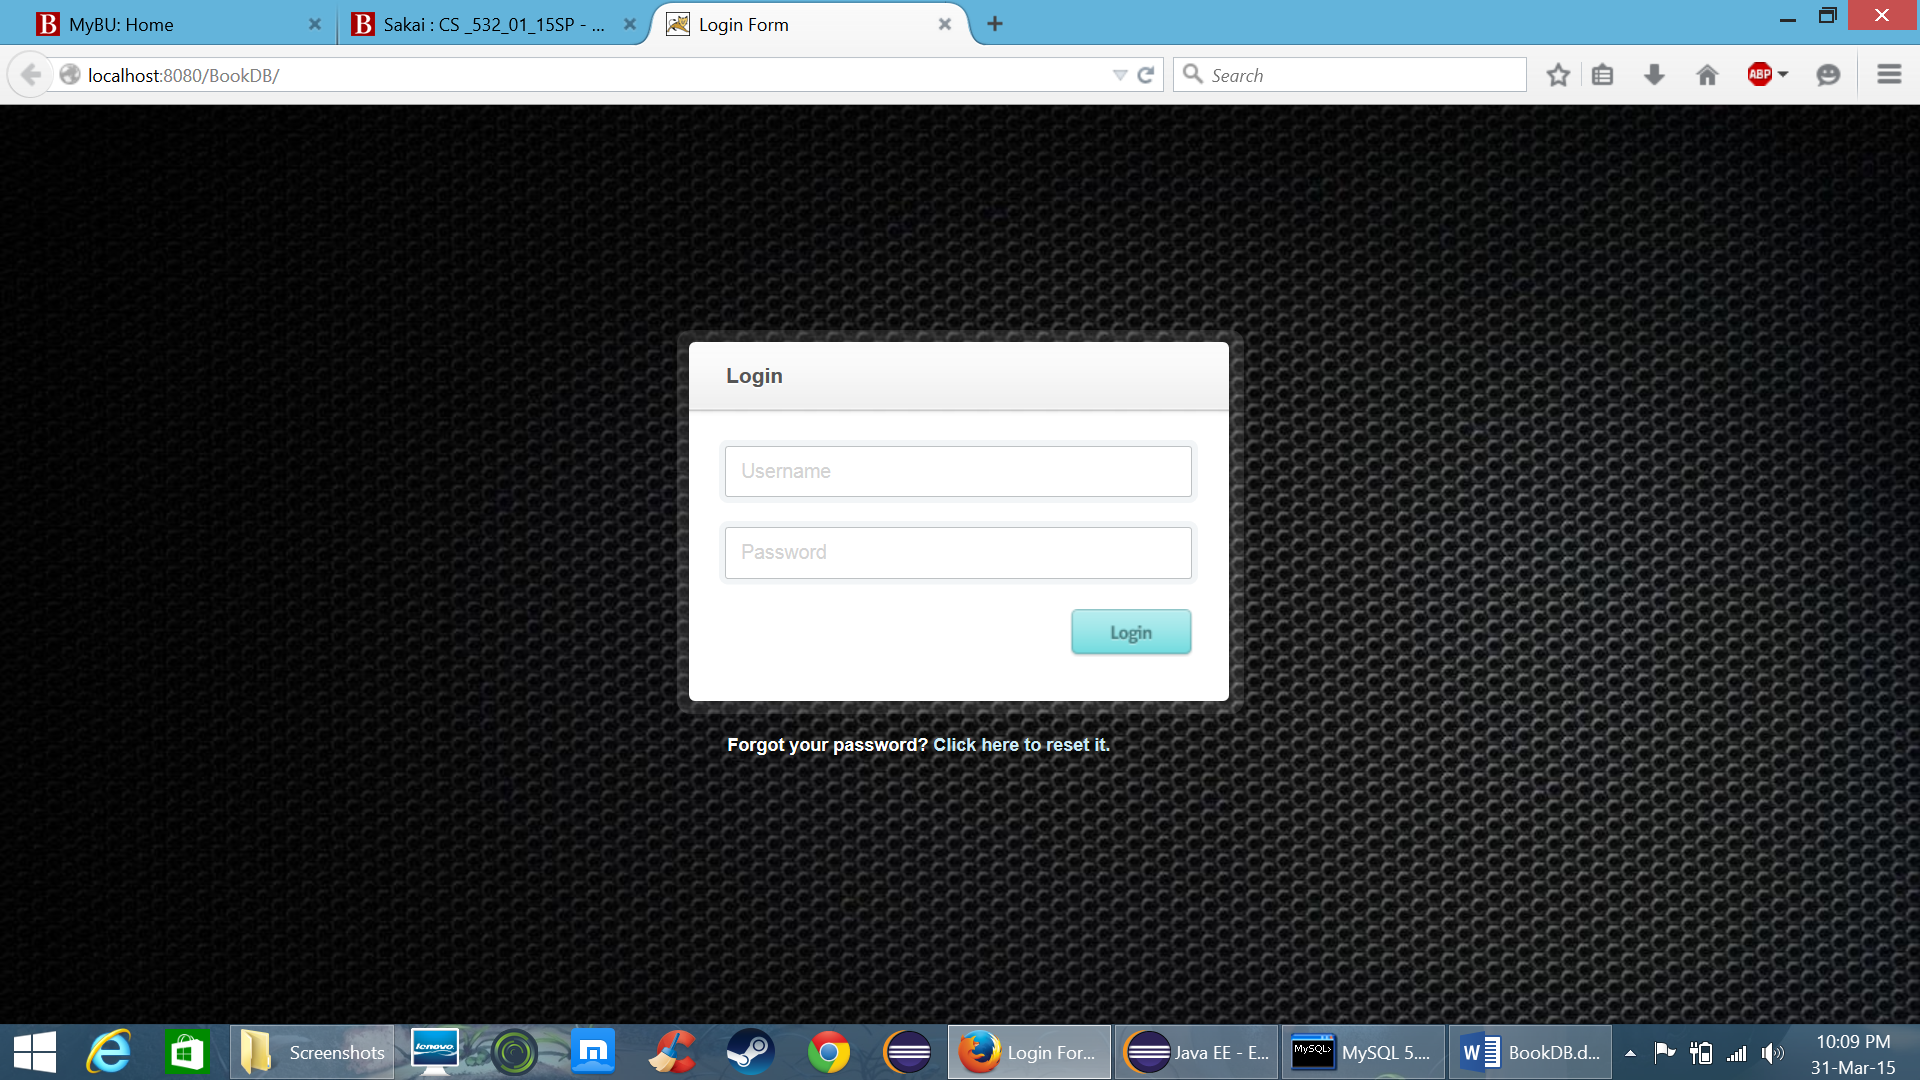 MyBU: Home
Sakai : CS _532_01_15SP - ...
Login Form
localhost:8080/BookDB/
Search
ABP
Login
Username
Password
Login
Forgot your password? Click here to reset it.
lenovo
Screenshots
Login For...
Java EE - E...
MySQL>
MySQL 5....
BookDB.d...
10:09 PM
31-Mar-15